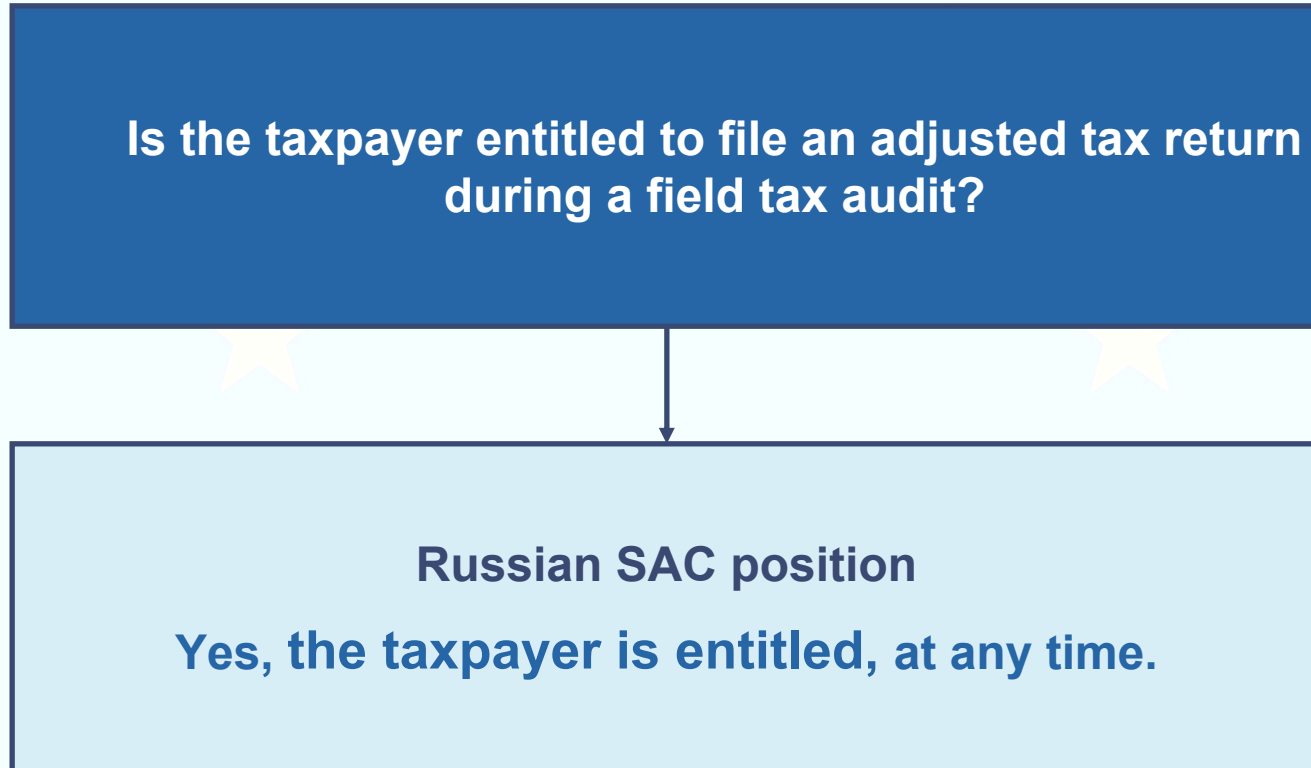 Is the taxpayer entitled to file an adjusted tax return
during a field tax audit?
Russian SAC position
Yes, the taxpayer is entitled, at any time.